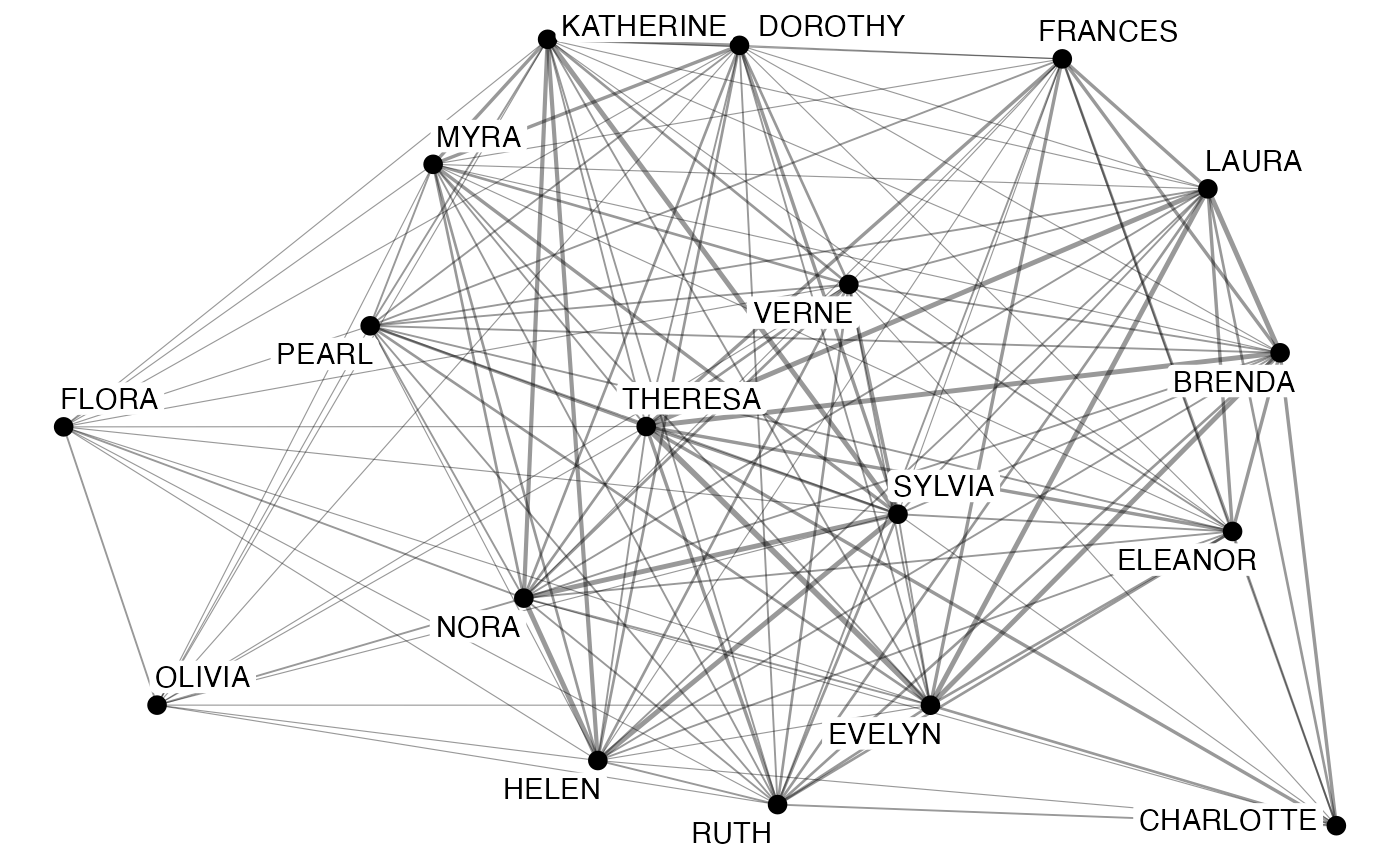 KATHERINE
DOROTHY
FRANCES
MYRA
LAURA
VERNE
PEARL
BRENDA
FLORA
THERESA
SYLVIA
ELEANOR
NORA
OLIVIA
EVELYN
HELEN
CHARLOTTE
RUTH